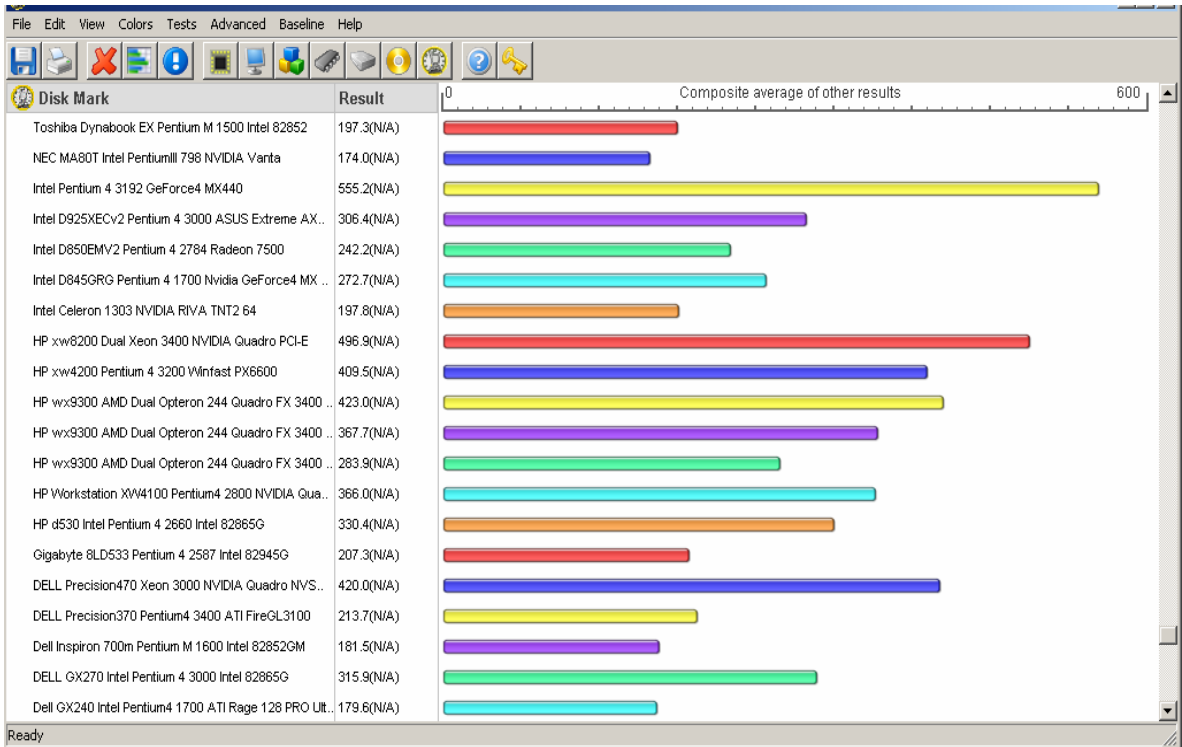 File Edit View Colors Tests Advanced Baseline Help
Disk Mark Result 0 Composite average of other results 600
Toshiba Dynabook EX Pentium M 1500 Intel 82852 197.3(N/A)
NEC MA80T Intel PentiumIII 798 NVIDIA Vanta 174.0(N/A)
Intel Pentium 4 3192 GeForce4 MX440 555.2(N/A)
Intel D925XECv2 Pentium 4 3000 ASUS Extreme AX.. 306.4(N/A)
Intel D850EMV2 Pentium 4 2784 Radeon 7500 242.2(N/A)
Intel D845GRG Pentium 4 1700 Nvidia GeForce4 MX .. 272.7(N/A)
Intel Celeron 1303 NVIDIA RIVA TNT2 64 197.8(N/A)
HP xw8200 Dual Xeon 3400 NVIDIA Quadro PCI-E 496.9(N/A)
HP xw4200 Pentium 4 3200 Winfast PX6600 409.5(N/A)
HP wx9300 AMD Dual Opteron 244 Quadro FX 3400 .. 423.0(N/A)
HP wx9300 AMD Dual Opteron 244 Quadro FX 3400 .. 367.7(N/A)
HP wx9300 AMD Dual Opteron 244 Quadro FX 3400 .. 283.9(N/A)
HP Workstation XW4100 Pentium4 2800 NVIDIA Qua.. 366.0(N/A)
HP d530 Intel Pentium 4 2660 Intel 82865G 330.4(N/A)
Gigabyte 8LD533 Pentium 4 2587 Intel 82945G 207.3(N/A)
DELL Precision470 Xeon 3000 NVIDIA Quadro NVS.. 420.0(N/A)
DELL Precision370 Pentium4 3400 ATI FireGL3100 213.7(N/A)
Dell Inspiron 700m Pentium M 1600 Intel 82852GM 181.5(N/A)
DELL GX270 Intel Pentium 4 3000 Intel 82865G 315.9(N/A)
Dell GX240 Intel Pentium4 1700 ATI Rage 128 PRO Ult.. 179.6(N/A)
Ready